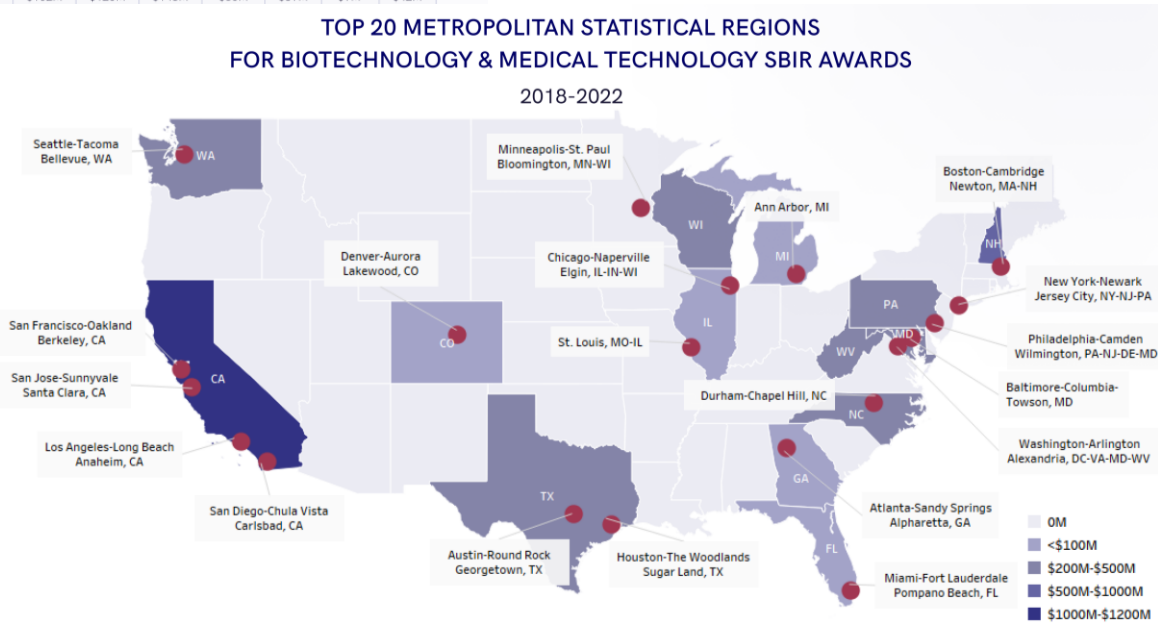 TOP 20 METROPOLITAN STATISTICAL REGIONS
FOR BIOTECHNOLOGY & MEDICAL TECHNOLOGY SBIR AWARDS
2018-2022
Seattle-Tacoma
Bellevue, WA
WA
Minneapolis-St. Paul
Bloomington, MN-WI
WI
Ann Arbor, MI
MI
Boston-Cambridge
Newton, MA-NH
NH
Denver-Aurora
Lakewood, CO
CO
Chicago-Naperville
Elgin, IL-IN-WI
IL
New York-Newark
Jersey City, NY-NJ-PA
PA
San Francisco-Oakland
Berkeley, CA
St. Louis, MO-IL
MD
WV
Philadelphia-Camden
Wilmington, PA-NJ-DE-MD
San Jose-Sunnyvale
Santa Clara, CA
CA
Durham-Chapel Hill, NC
NC
Baltimore-Columbia-
Towson, MD
Los Angeles-Long Beach
Anaheim, CA
Washington-Arlington
Alexandria, DC-VA-MD-WV
San Diego-Chula Vista
Carlsbad, CA
TX
GA
Atlanta-Sandy Springs
Alpharetta, GA
Austin-Round Rock
Georgetown, TX
Houston-The Woodlands
Sugar Land, TX
FL
Miami-Fort Lauderdale
Pompano Beach, FL
0M
<$100M
$200M-$500M
$500M-$1000M
$1000M-$1200M